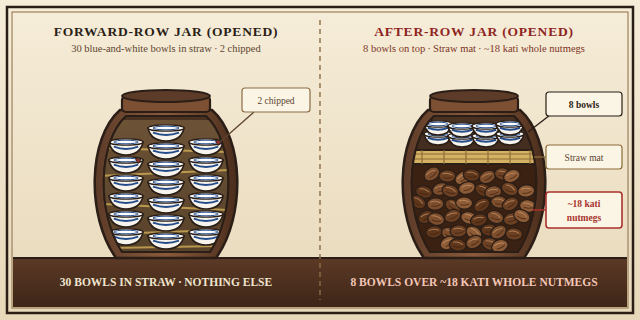 FORWARD-ROW JAR (OPENED)
30 blue-and-white bowls in straw · 2 chipped
2 chipped
30 BOWLS IN STRAW · NOTHING ELSE
AFTER-ROW JAR (OPENED)
8 bowls on top · Straw mat · ~18 kati whole nutmegs
8 bowls
Straw mat
~18 kati
nutmegs
8 BOWLS OVER ~18 KATI WHOLE NUTMEGS